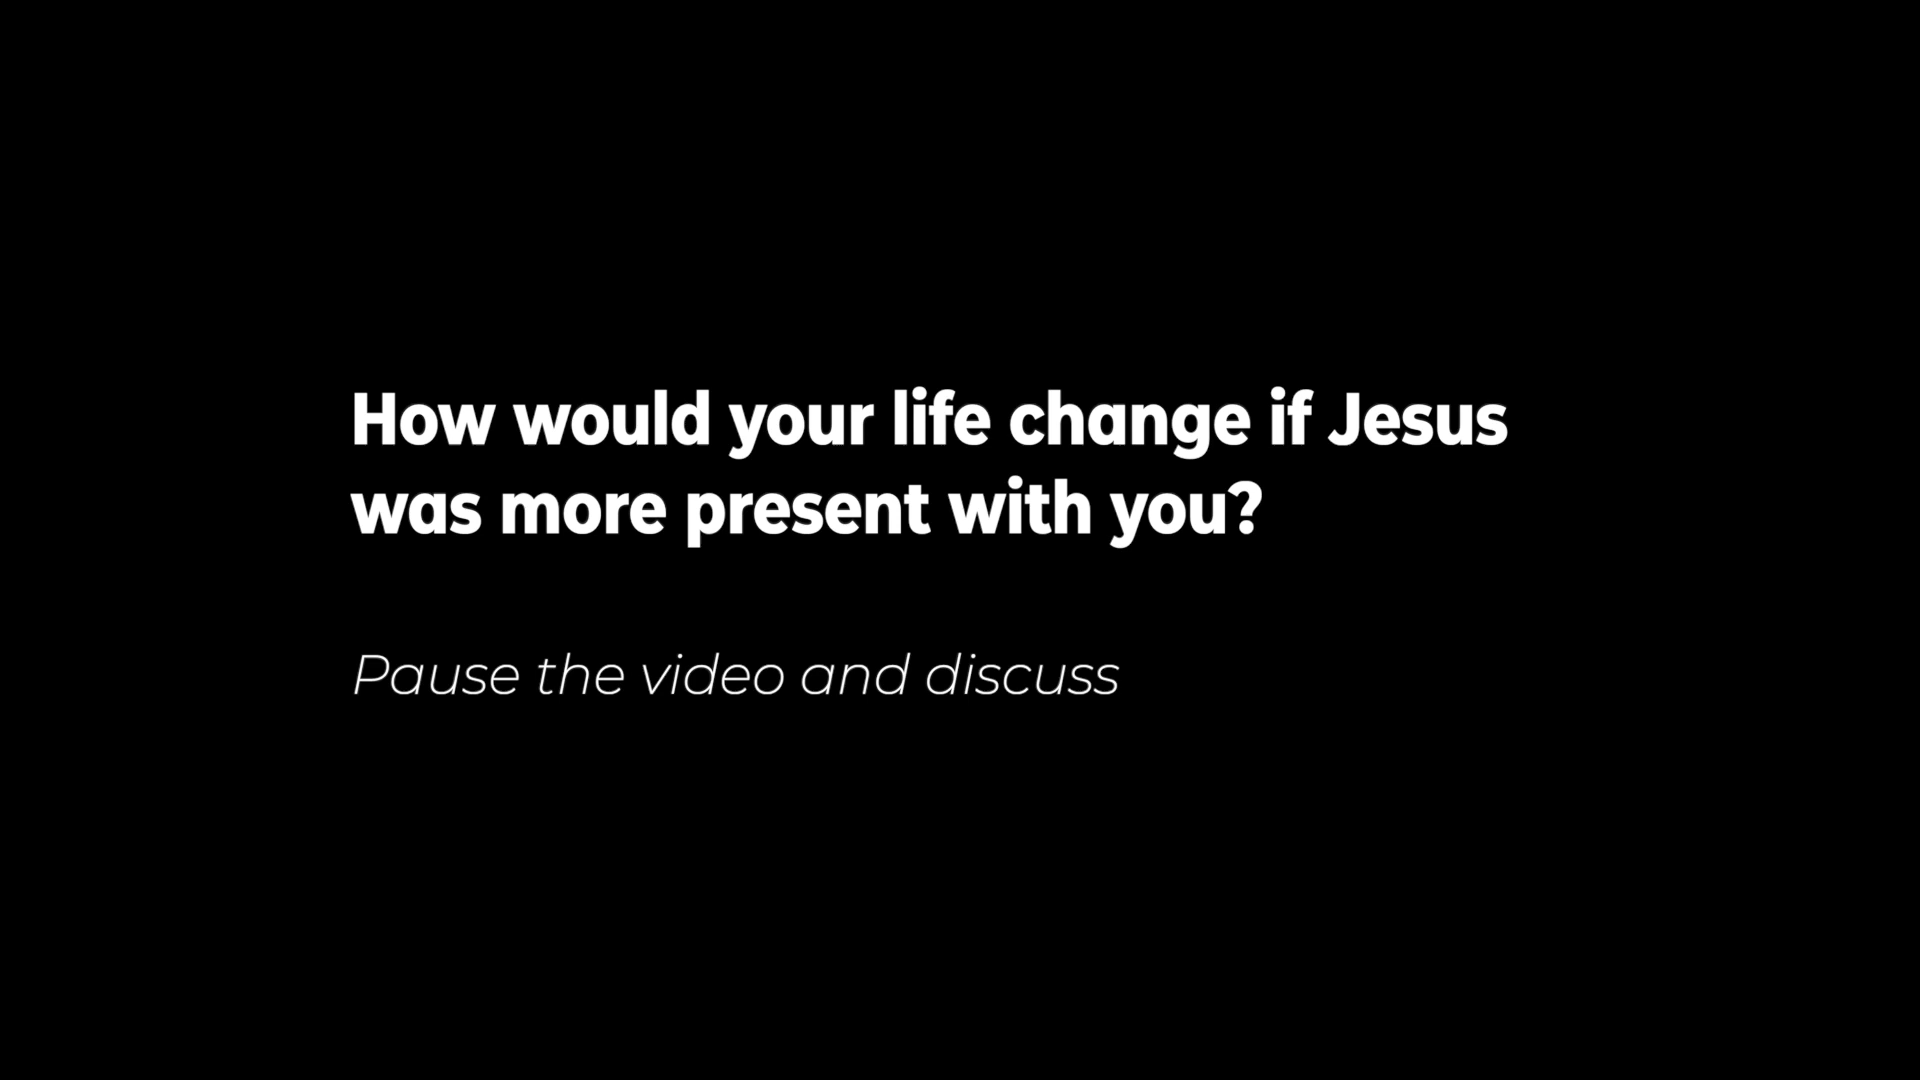 How would your life change if Jesus
was more present with you?
Pause the video and discuss